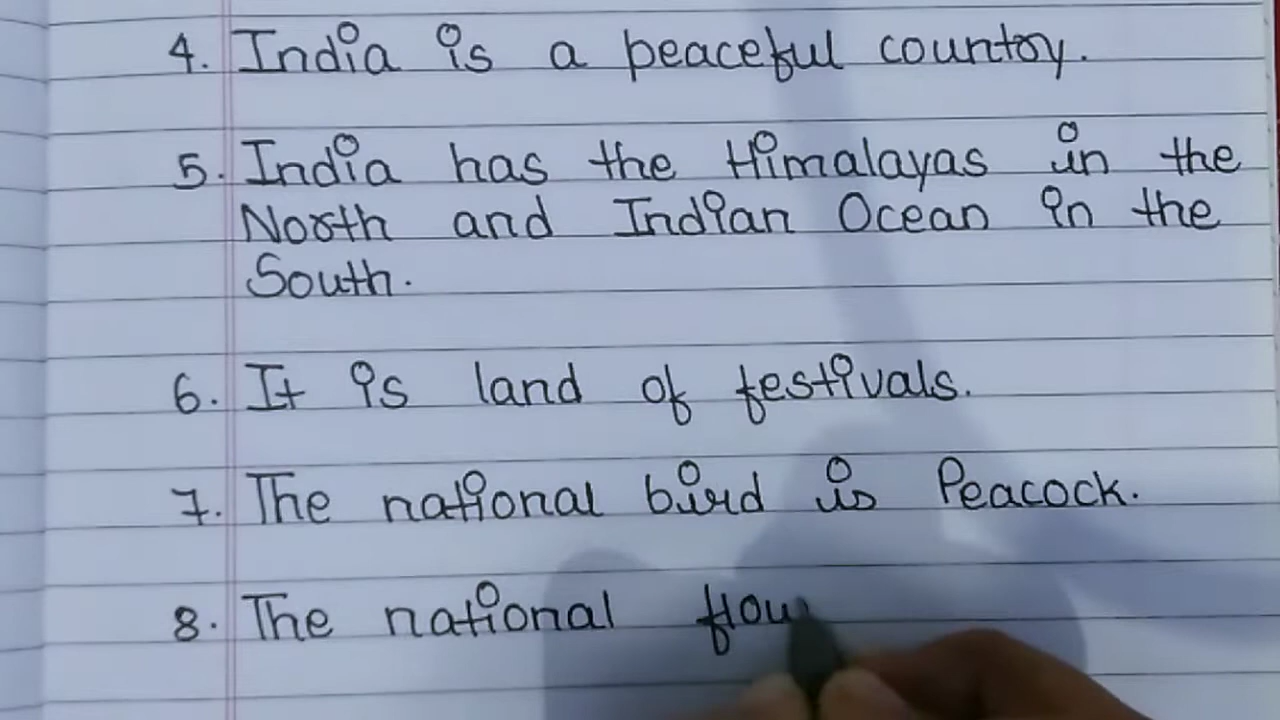 4. India is a peaceful country.
5. India has the Himalayas in the
North and Indian Ocean in the
South.
6. It is land of festivals.
7. The national bird is Peacock.
8. The national flow